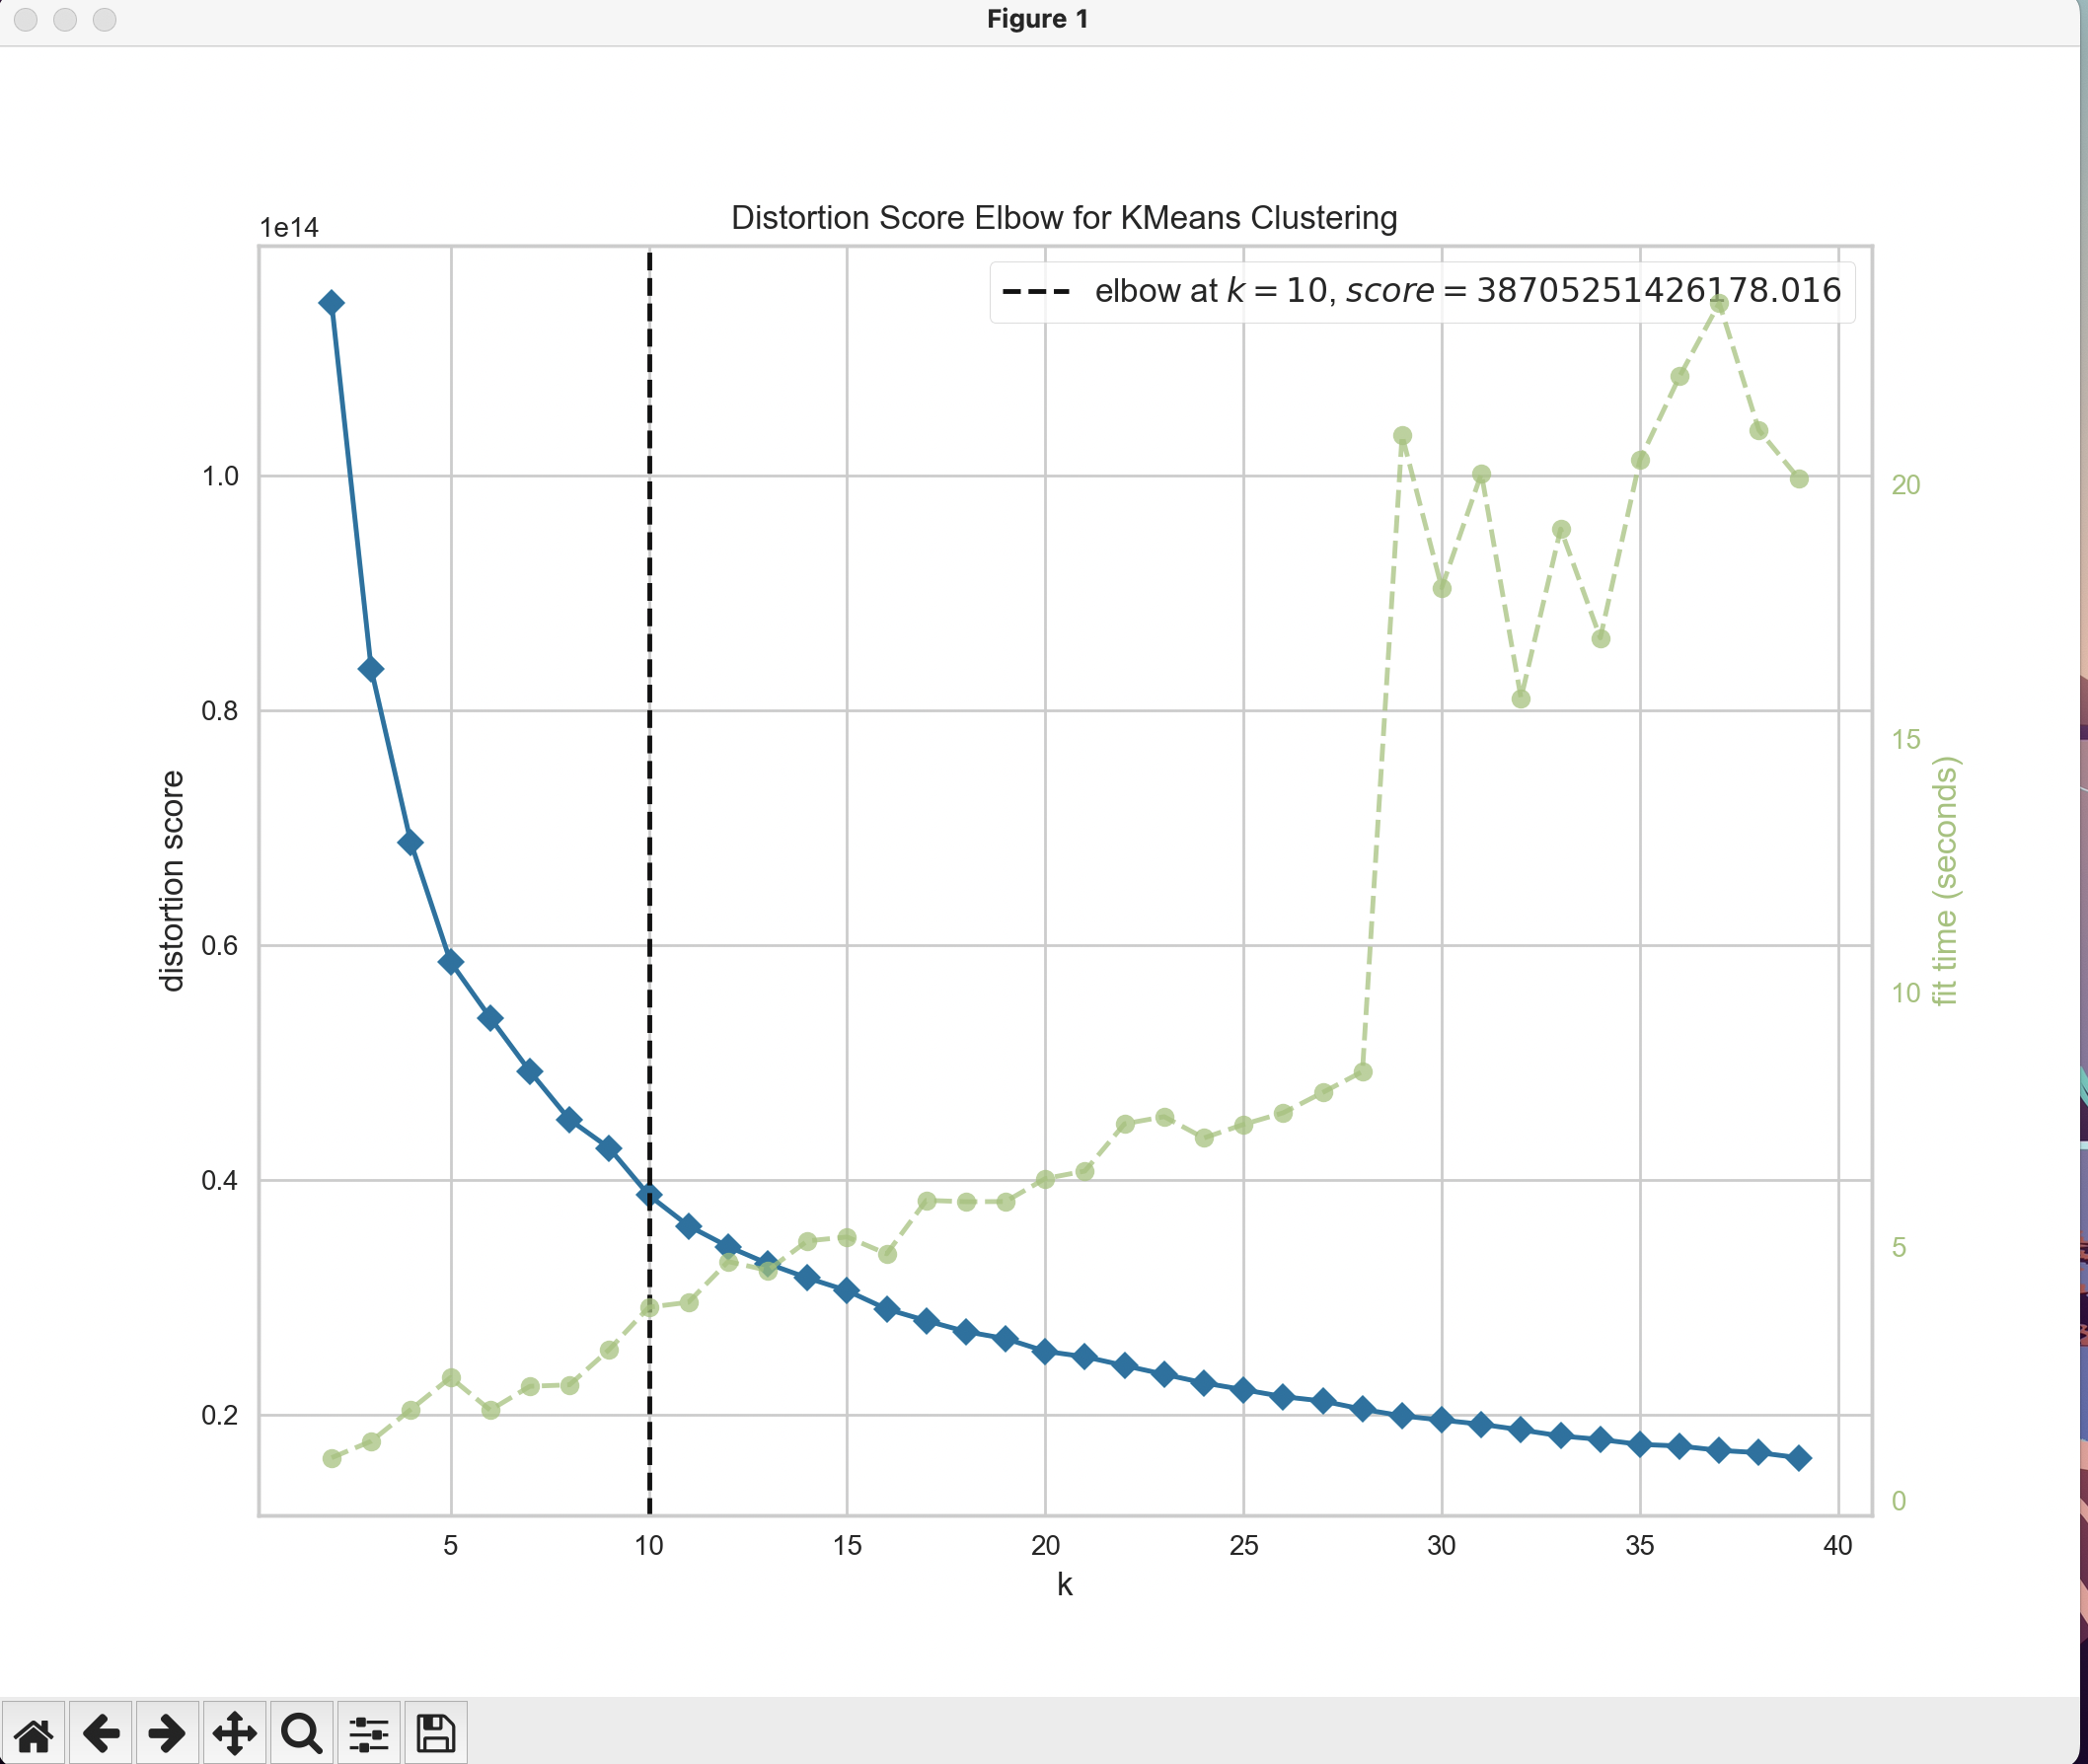 Figure 1
Distortion Score Elbow for KMeans Clustering
1e14
elbow at k = 10, score = 38705251426178.016
1.0
0.8
0.6
0.4
0.2
distortion score
20
15
10
5
0
fit time (seconds)
5 10 15 20 25 30 35 40
k